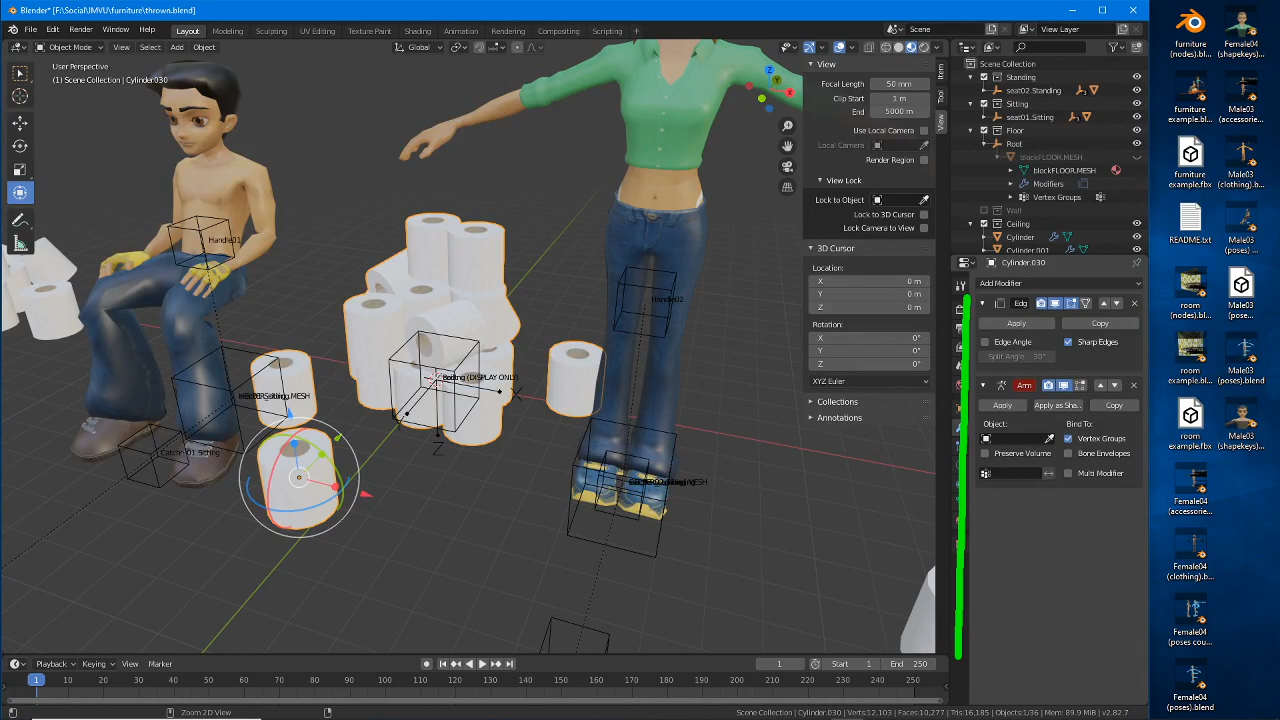 Blender* [F:\Social\IMVU\furniture\thrown.blend]
File Edit Render Window Help Layout Modeling Sculpting UV Editing Texture Paint Shading Animation Rendering Compositing Scripting + Scene View Layer
Object Mode View Select Add Object Global
User Perspective
(1) Scene Collection | Cylinder.030
Handle01
Handle02
(DISPLAY ONLY)
X
Z
View
Focal Length 50 mm
Clip Start 1 m
End 5000 m
Use Local Camera
Local Camera
Render Region
View Lock
Lock to Object
Lock to 3D Cursor
Lock Camera to View
3D Cursor
Location:
X 0 m
Y 0 m
Z 0 m
Rotation:
X 0°
Y 0°
Z 0°
XYZ Euler
Collections
Annotations
Item
Tool
View
Scene Collection
Standing
seat02.Standing
Sitting
seat01.Sitting
Floor
Root
blockFLOOR.MESH
blockFLOOR.MESH
Modifiers
Vertex Groups
Wall
Ceiling
Cylinder
Cylinder.001
Cylinder.030
Add Modifier
Edg
Apply Copy
Edge Angle Sharp Edges
Split Angle 30°
Arm
Apply Apply as Sha... Copy
Object: Bind To:
Vertex Groups
Preserve Volume Bone Envelopes
Multi Modifier
Playback Keying View Marker 1 Start 1 End 250
1 10 20 30 40 50 60 70 80 90 100 110 120 130 140 150 160 170 180 190 200 210 220 230 240 250
Zoom 2D View
Scene Collection | Cylinder.030 | Verts:12,103 | Faces:10,277 | Tris:16,185 | Objects:1/36 | Mem: 89.9 MiB | v2.82.7
furniture
(nodes).bl...
Female04
(shapekeys)...
furniture
example.bl...
Male03
(accessorie...
furniture
example.fbx
Male03
(clothing).b...
README.txt
Male03
(poses)
room
(nodes).bl...
Male03
(pose...
room
example.bl...
Male03
(poses).blend
room
example.fbx
Male03
(shapekeys)...
Female04
(accessorie...
Female04
(clothing).b...
Female04
(poses cou...
Female04
(poses).blend